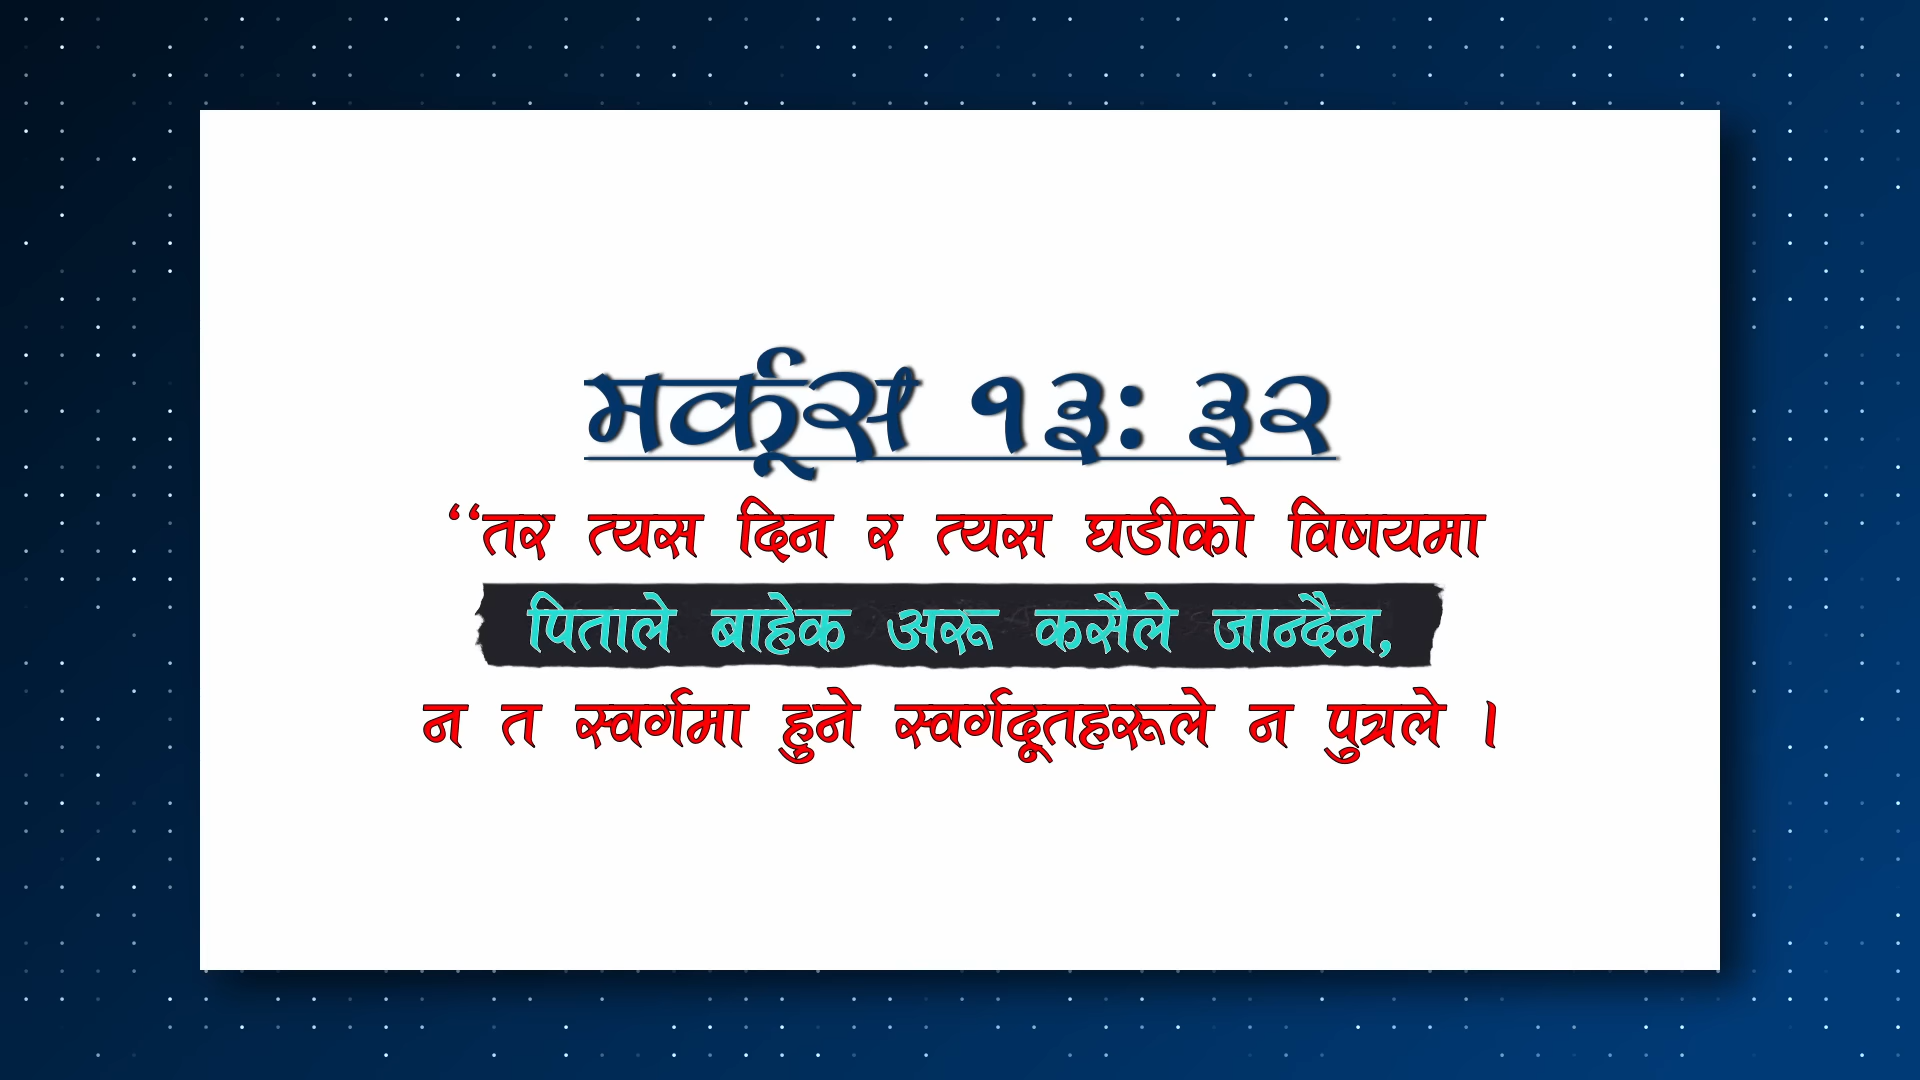 मर्कूस १३: ३२
“तर त्यस दिन र त्यस घडीको विषयमा
पिताले बाहेक अरू कसैले जान्दैन,
न त स्वर्गमा हुने स्वर्गदूतहरूले न पुत्रले ।